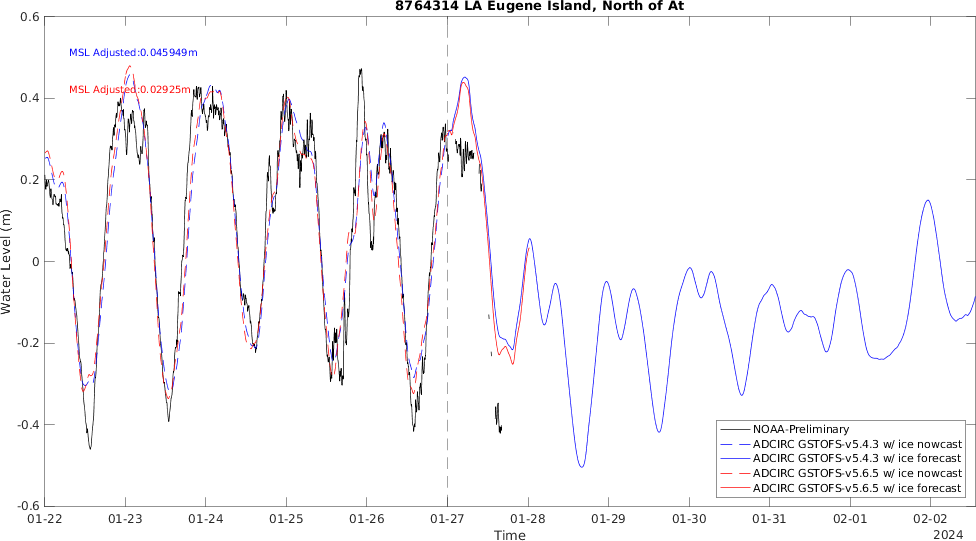 8764314 LA Eugene Island, North of At
MSL Adjusted:0.045949m
MSL Adjusted:0.02925m
Water Level (m)
0.6
0.4
0.2
0
-0.2
-0.4
-0.6
NOAA-Preliminary
ADCIRC GSTOFS-v5.4.3 w/ ice nowcast
ADCIRC GSTOFS-v5.4.3 w/ ice forecast
ADCIRC GSTOFS-v5.6.5 w/ ice nowcast
ADCIRC GSTOFS-v5.6.5 w/ ice forecast
01-22 01-23 01-24 01-25 01-26 01-27 01-28 01-29 01-30 01-31 02-01 02-02
2024
Time